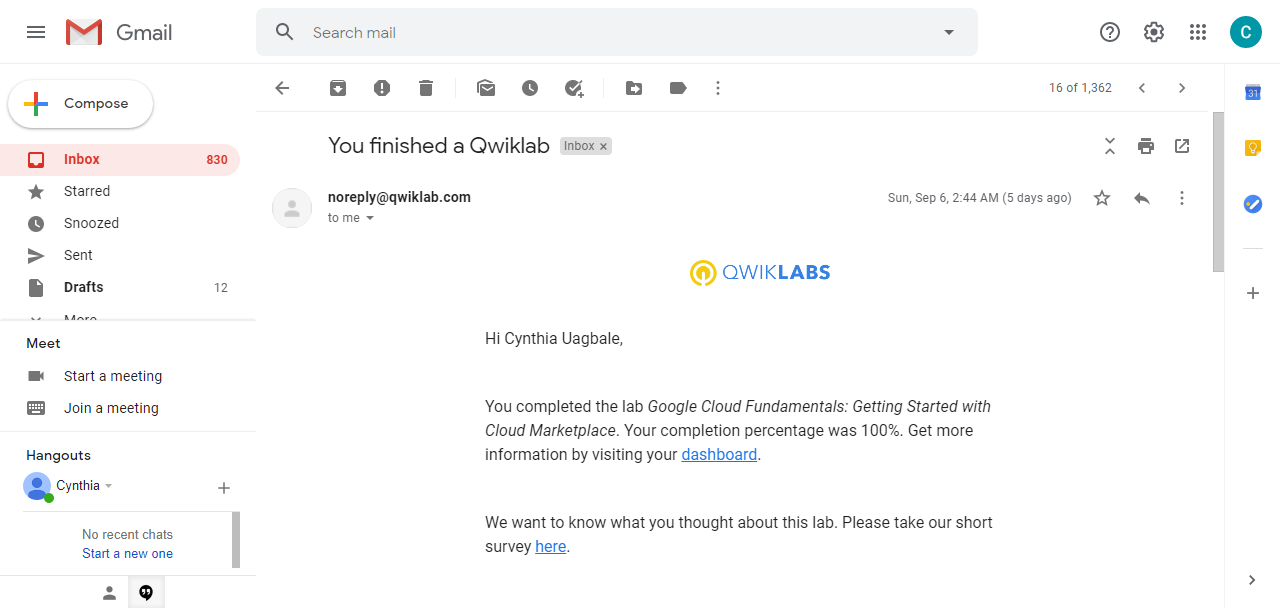 Gmail
Search mail
C
Compose
16 of 1,362
31
Inbox 830
Starred
Snoozed
Sent
Drafts 12
More
Meet
Start a meeting
Join a meeting
Hangouts
Cynthia
No recent chats
Start a new one
You finished a Qwiklab Inbox x
noreply@qwiklab.com
Sun, Sep 6, 2:44 AM (5 days ago)
to me
QWIKLABS
Hi Cynthia Uagbale,
You completed the lab Google Cloud Fundamentals: Getting Started with
Cloud Marketplace. Your completion percentage was 100%. Get more
information by visiting your dashboard.
We want to know what you thought about this lab. Please take our short
survey here.